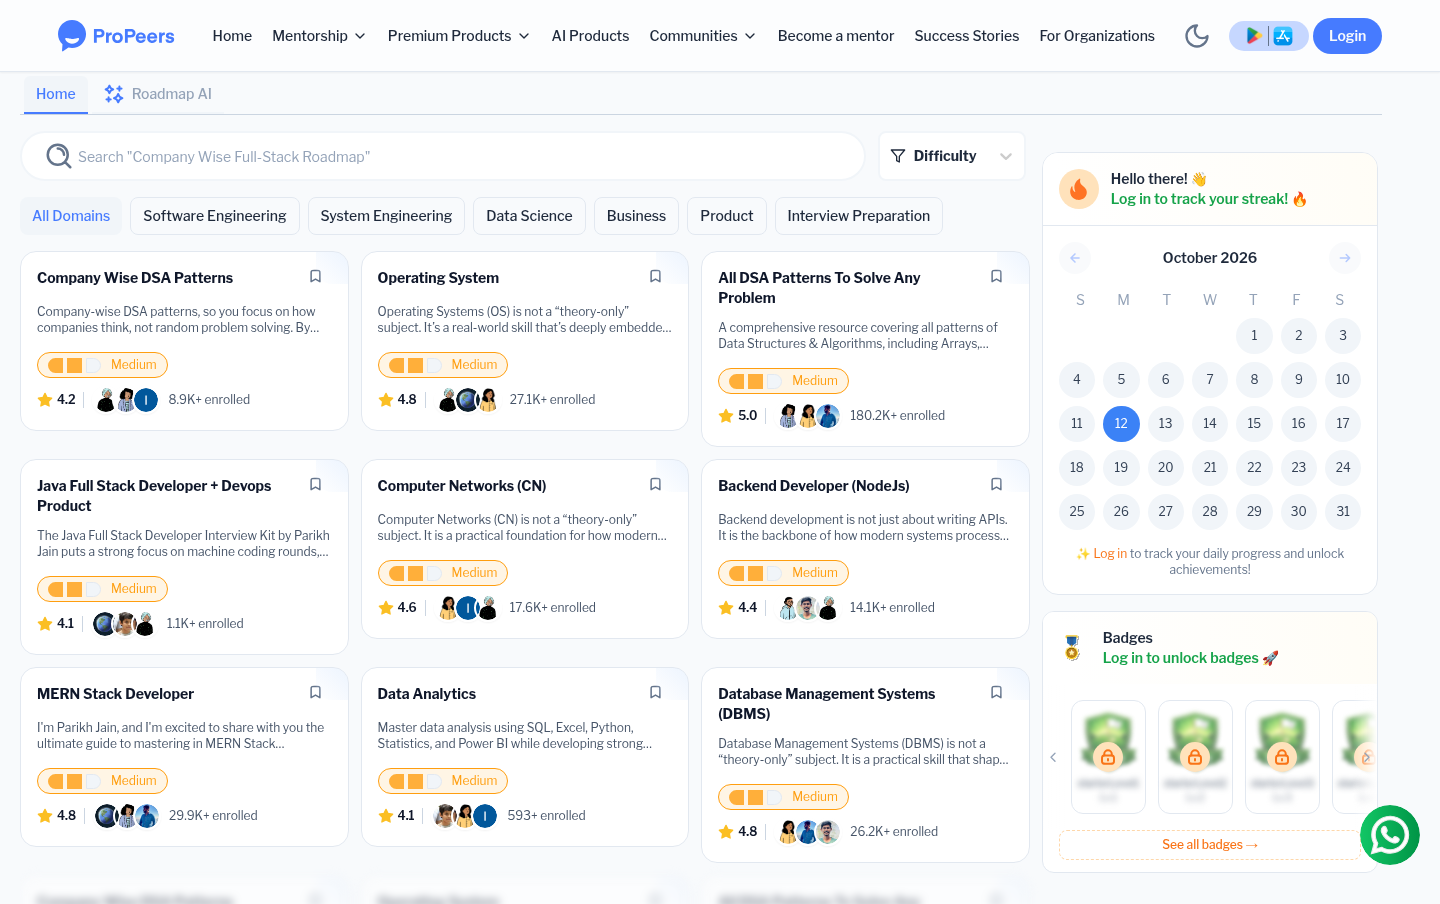 ProPeers
Home
Mentorship
Premium Products
AI Products
Communities
Become a mentor
Success Stories
For Organizations
Login
Home
Roadmap AI
Search "Company Wise Full-Stack Roadmap"
Difficulty
All Domains
Software Engineering
System Engineering
Data Science
Business
Product
Interview Preparation
Company Wise DSA Patterns
Company-wise DSA patterns, so you focus on how
companies think, not random problem solving. By...
Medium
4.2
8.9K+ enrolled
Operating System
Operating Systems (OS) is not a “theory-only”
subject. It’s a real-world skill that’s deeply embedde...
Medium
4.8
27.1K+ enrolled
All DSA Patterns To Solve Any
Problem
A comprehensive resource covering all patterns of
Data Structures & Algorithms, including Arrays,...
Medium
5.0
180.2K+ enrolled
Java Full Stack Developer + Devops
Product
The Java Full Stack Developer Interview Kit by Parikh
Jain puts a strong focus on machine coding rounds,...
Medium
4.1
1.1K+ enrolled
Computer Networks (CN)
Computer Networks (CN) is not a “theory-only”
subject. It is a practical foundation for how modern...
Medium
4.6
17.6K+ enrolled
Backend Developer (NodeJs)
Backend development is not just about writing APIs.
It is the backbone of how modern systems process...
Medium
4.4
14.1K+ enrolled
MERN Stack Developer
I'm Parikh Jain, and I'm excited to share with you the
ultimate guide to mastering in MERN Stack...
Medium
4.8
29.9K+ enrolled
Data Analytics
Master data analysis using SQL, Excel, Python,
Statistics, and Power BI while developing strong...
Medium
4.1
593+ enrolled
Database Management Systems
(DBMS)
Database Management Systems (DBMS) is not a
“theory-only” subject. It is a practical skill that shap...
Medium
4.8
26.2K+ enrolled
Hello there! 👋
Log in to track your streak! 🔥
October 2026
S M T W T F S
1 2 3
4 5 6 7 8 9 10
11 12 13 14 15 16 17
18 19 20 21 22 23 24
25 26 27 28 29 30 31
✨ Log in to track your daily progress and unlock
achievements!
Badges
Log in to unlock badges 🚀
See all badges →